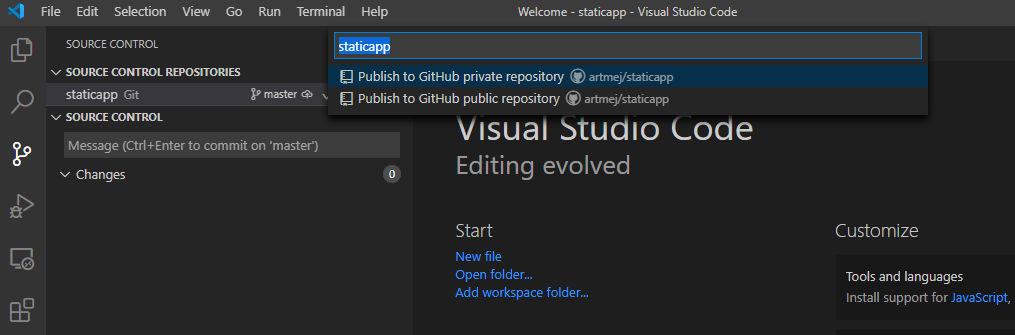 File Edit Selection View Go Run Terminal Help Welcome - staticapp - Visual Studio Code
SOURCE CONTROL
SOURCE CONTROL REPOSITORIES
staticapp Git master
SOURCE CONTROL
Message (Ctrl+Enter to commit on 'master')
Changes 0
staticapp
Publish to GitHub private repository artmej/staticapp
Publish to GitHub public repository artmej/staticapp
Visual Studio Code
Editing evolved
Start
New file
Open folder...
Add workspace folder...
Customize
Tools and languages
Install support for JavaScript,